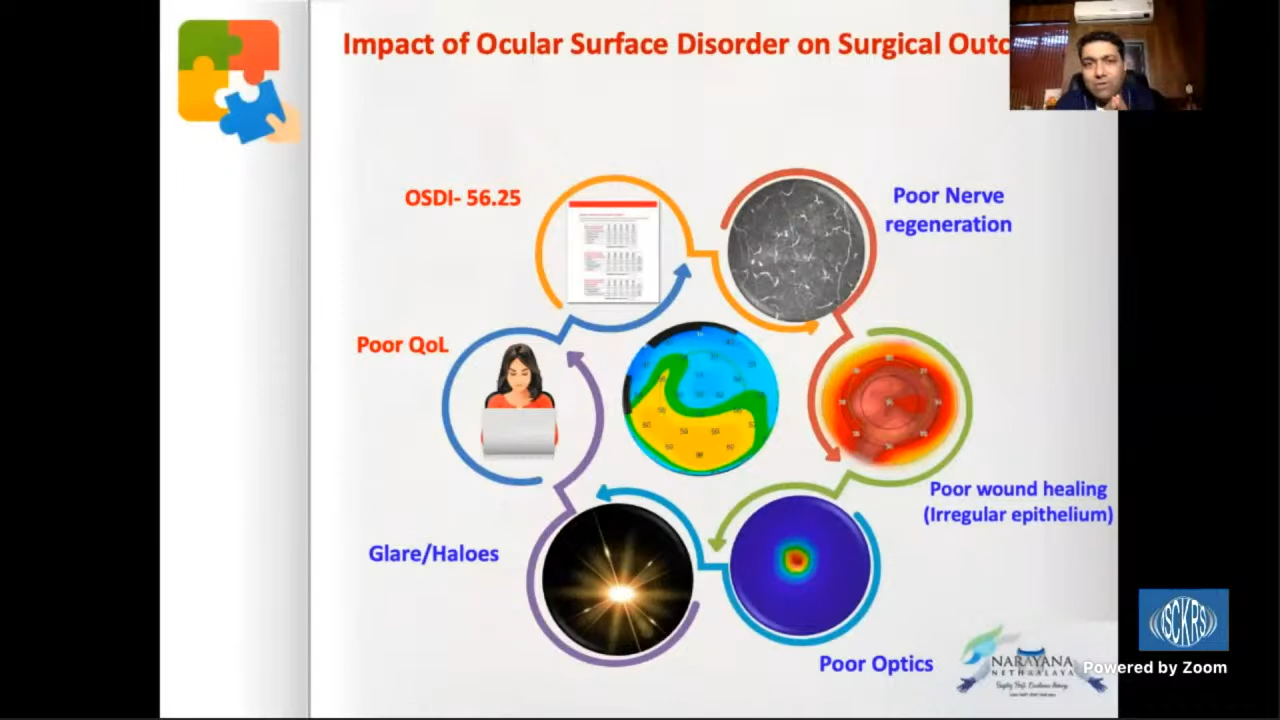 Impact of Ocular Surface Disorder on Surgical Outc
OSDI- 56.25
Poor Nerve
regeneration
Poor QoL
Poor wound healing
(Irregular epithelium)
Glare/Haloes
Poor Optics
NARAYANA
NETHRALAYA
ISCKRS
Powered by Zoom